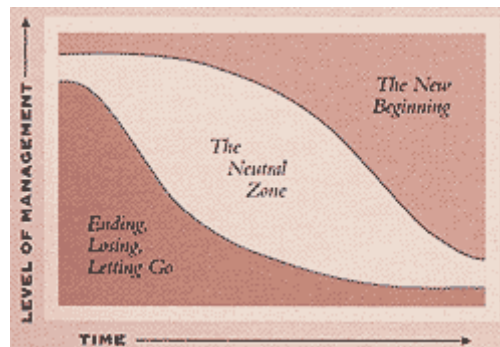 LEVEL OF MANAGEMENT
The New
Beginning
The
Neutral
Zone
Ending,
Losing,
Letting Go
TIME